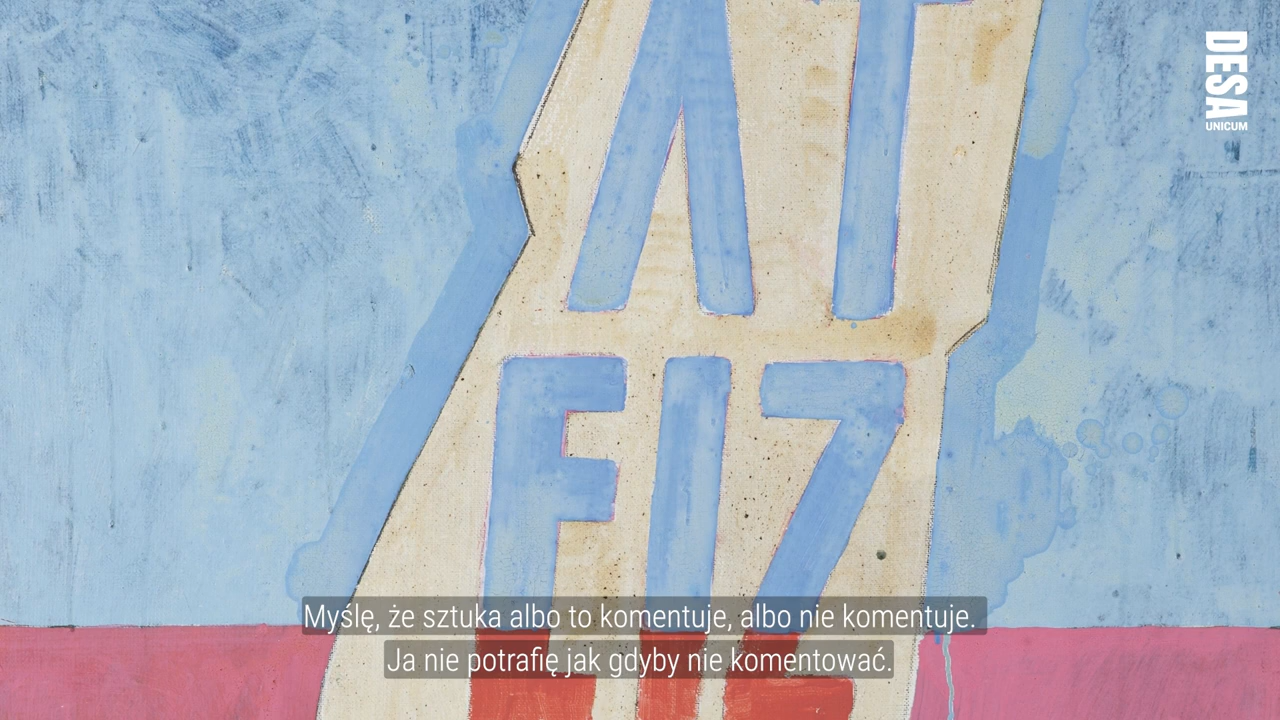 DESA
UNICUM
AT
FIZ
Myślę, że sztuka albo to komentuje, albo nie komentuje.
Ja nie potrafię jak gdyby nie komentować.